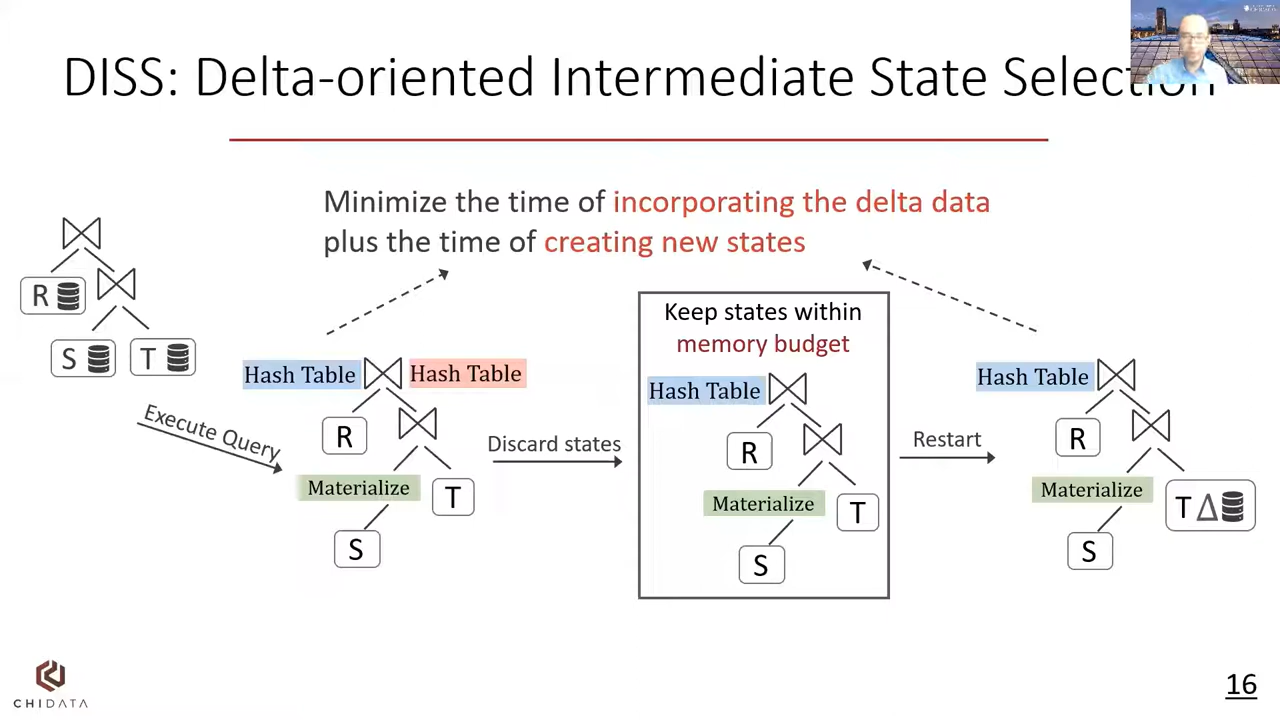 DISS: Delta-oriented Intermediate State Selection
Minimize the time of incorporating the delta data
plus the time of creating new states
R
S
T
Execute Query
Hash Table
Hash Table
R
Materialize
T
S
Discard states
Keep states within
memory budget
Hash Table
R
Materialize
T
S
Restart
Hash Table
R
Materialize
T Δ
S
CHIDATA
16